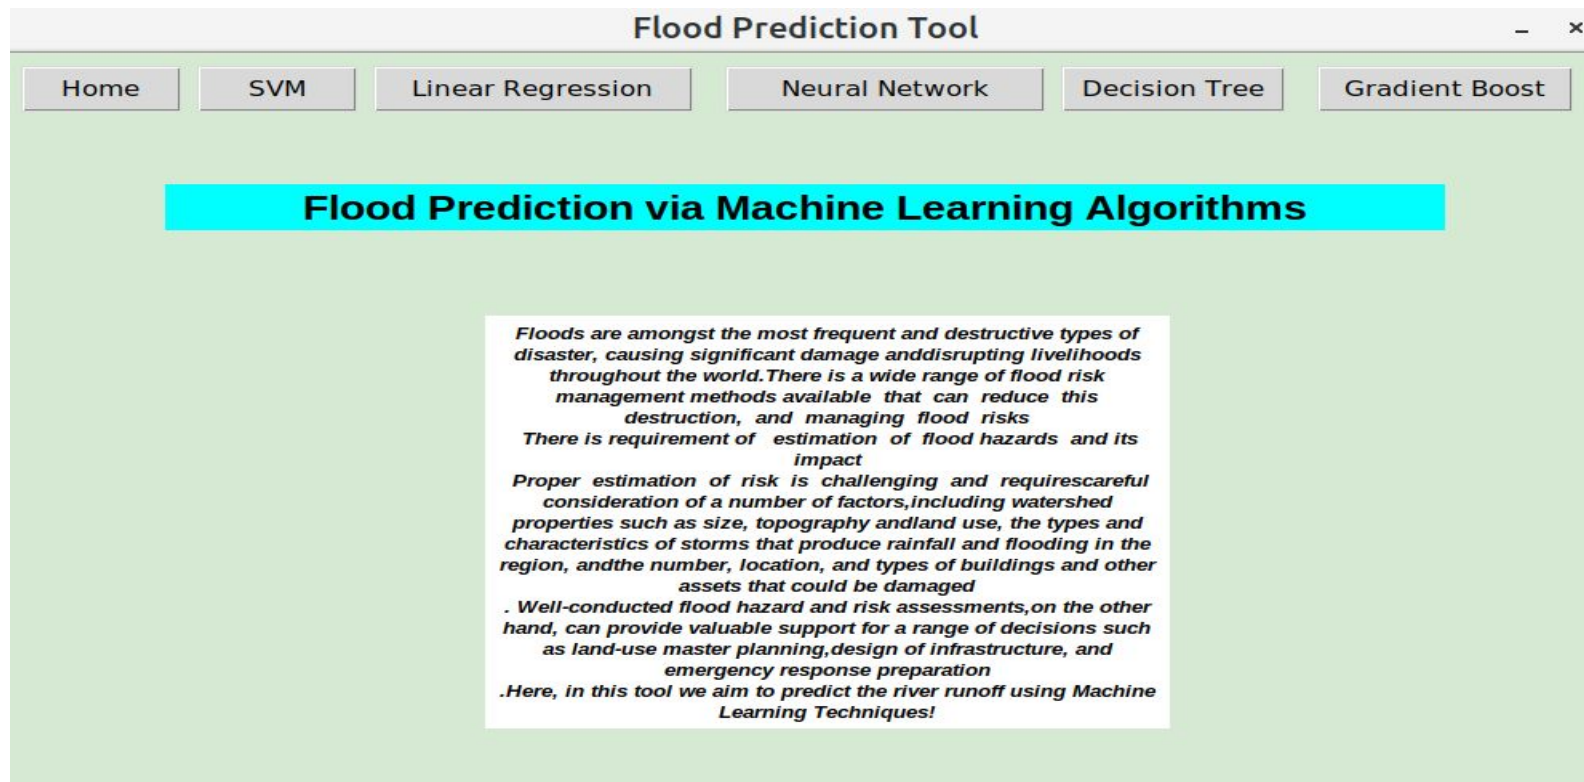 Flood Prediction Tool
Home SVM Linear Regression Neural Network Decision Tree Gradient Boost
Flood Prediction via Machine Learning Algorithms
Floods are amongst the most frequent and destructive types of
disaster, causing significant damage anddisrupting livelihoods
throughout the world.There is a wide range of flood risk
management methods available that can reduce this
destruction, and managing flood risks
There is requirement of estimation of flood hazards and its
impact
Proper estimation of risk is challenging and requirescareful
consideration of a number of factors,including watershed
properties such as size, topography andland use, the types and
characteristics of storms that produce rainfall and flooding in the
region, andthe number, location, and types of buildings and other
assets that could be damaged
. Well-conducted flood hazard and risk assessments,on the other
hand, can provide valuable support for a range of decisions such
as land-use master planning,design of infrastructure, and
emergency response preparation
.Here, in this tool we aim to predict the river runoff using Machine
Learning Techniques!